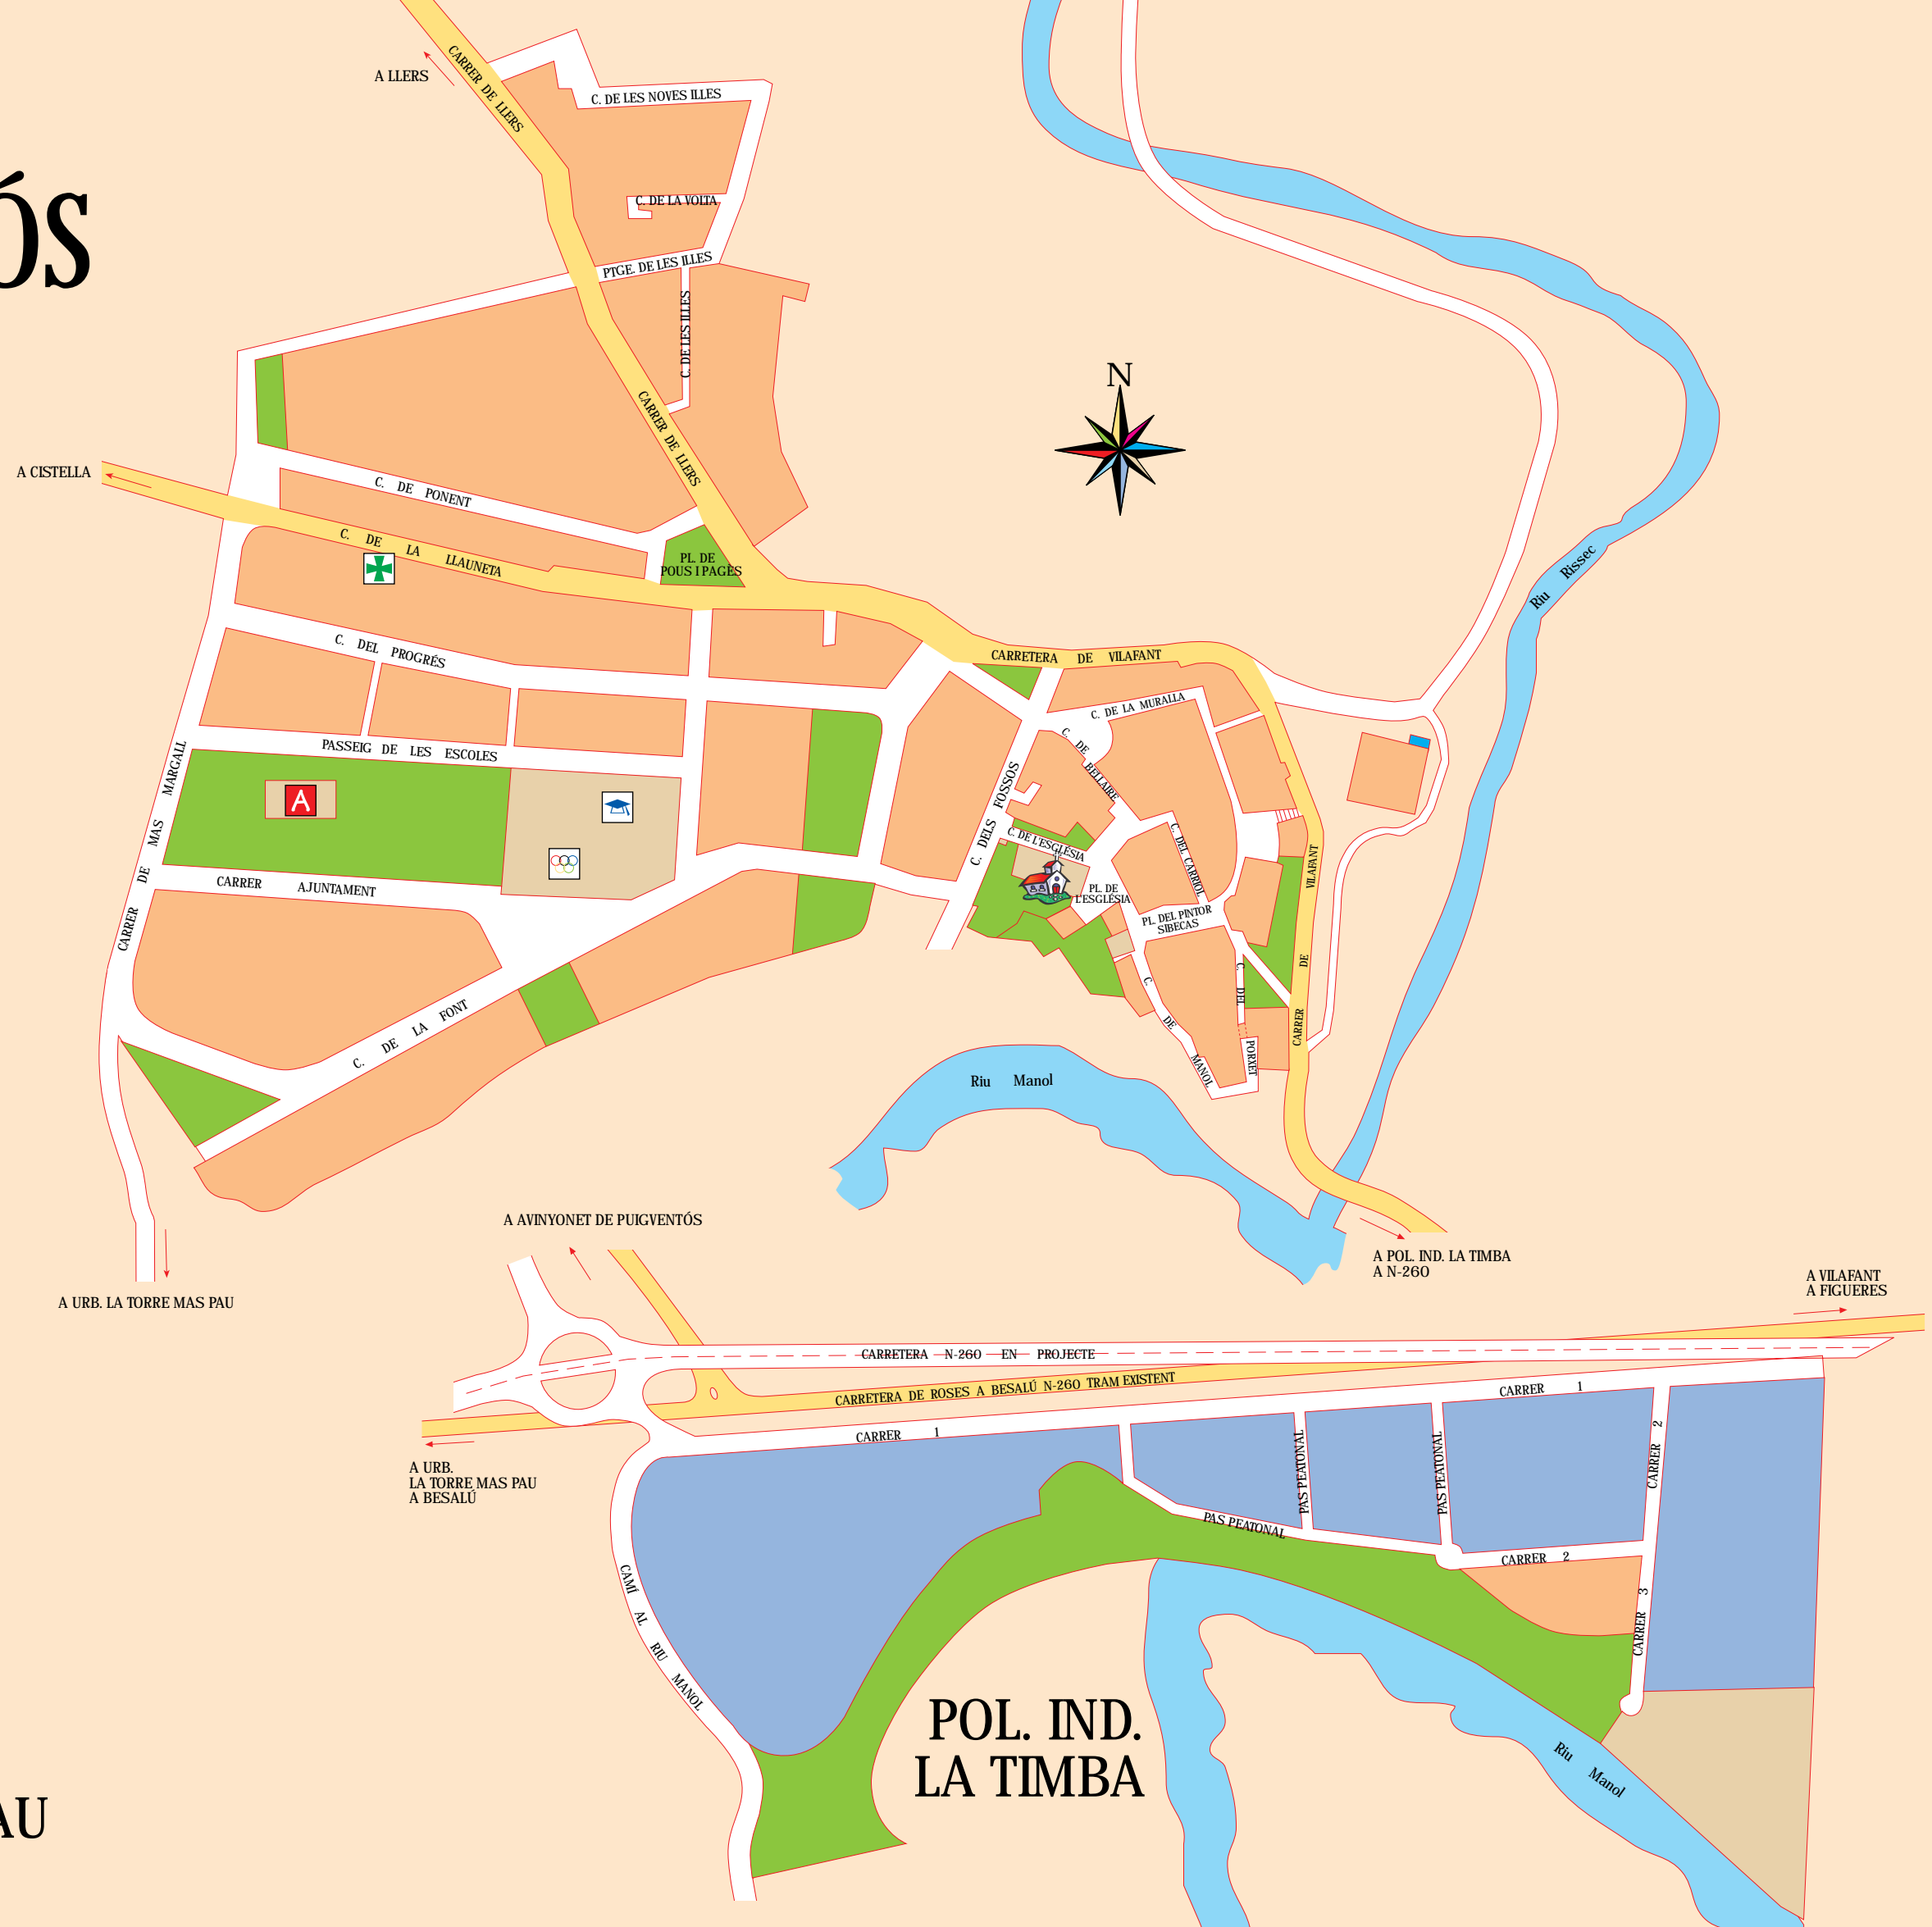 ÓS
A LLERS
CARRER DE LLERS
C. DE LES NOVES ILLES
C. DE LA VOLTA
PTGE. DE LES ILLES
C. DE LES ILLES
CARRER DE LLERS
N
A CISTELLA
C. DE PONENT
C. DE LA LLAUNETA
PL. DE
POUS I PAGÈS
C. DEL PROGRÉS
PASSEIG DE LES ESCOLES
A
CARRER DE MAS MARGALL
CARRER AJUNTAMENT
C. DE LA FONT
CARRETERA DE VILAFANT
C. DE LA MURALLA
C. DE BELLAIRE
C. DELS FOSSOS
C. DE L'ESGLÉSIA
PL. DE
L'ESGLÉSIA
C. DEL CARRIOL
PL. DEL PINTOR
SIBECAS
C. DE MANOL
C. DEL PORXET
CARRER DE VILAFANT
Riu Rissec
Riu Manol
A URB. LA TORRE MAS PAU
A AVINYONET DE PUIGVENTÓS
A POL. IND. LA TIMBA
A N-260
A VILAFANT
A FIGUERES
CARRETERA N-260 EN PROJECTE
CARRETERA DE ROSES A BESALÚ N-260 TRAM EXISTENT
CARRER 1
CARRER 1
A URB.
LA TORRE MAS PAU
A BESALÚ
PAS PEATONAL
PAS PEATONAL
PAS PEATONAL
CARRER 2
CARRER 2
CARRER 3
CAMÍ AL RIU MANOL
POL. IND.
LA TIMBA
Riu Manol
AU